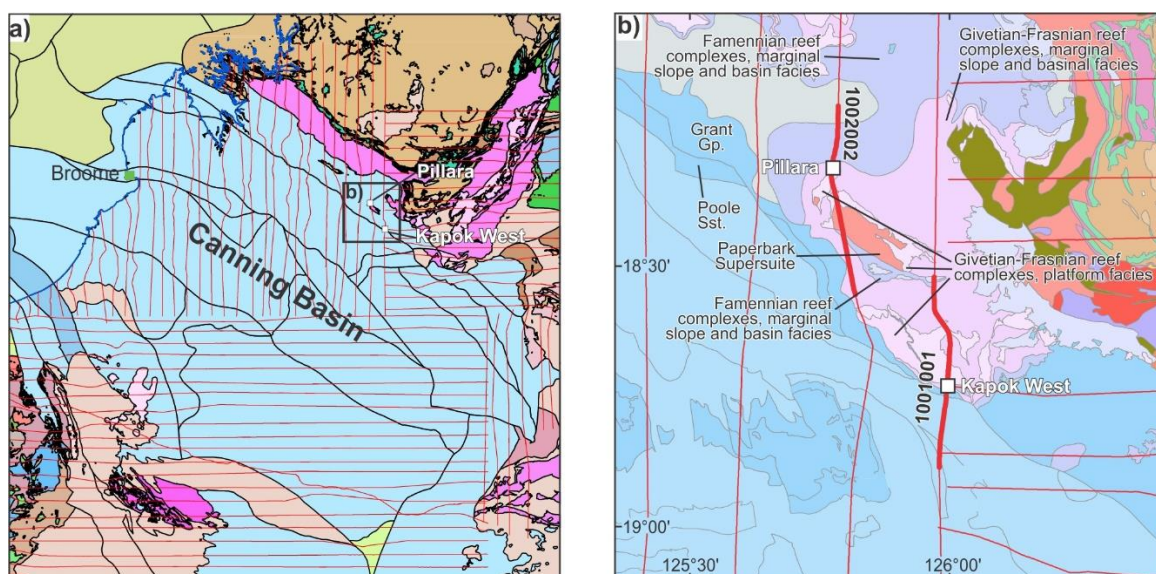 a)
Broome
Pillara
b)
Kapok West
Canning Basin
b)
Famennian reef
complexes, marginal
slope and basin facies
Givetian-Frasnian reef
complexes, marginal
slope and basinal facies
1002002
Grant
Gp.
Pillara
Poole
Sst.
Paperbark
Supersuite
Givetian-Frasnian reef
complexes, platform facies
-18°30'
Famennian reef
complexes, marginal
slope and basin facies
1001001
Kapok West
-19°00'
125°30'
126°00'